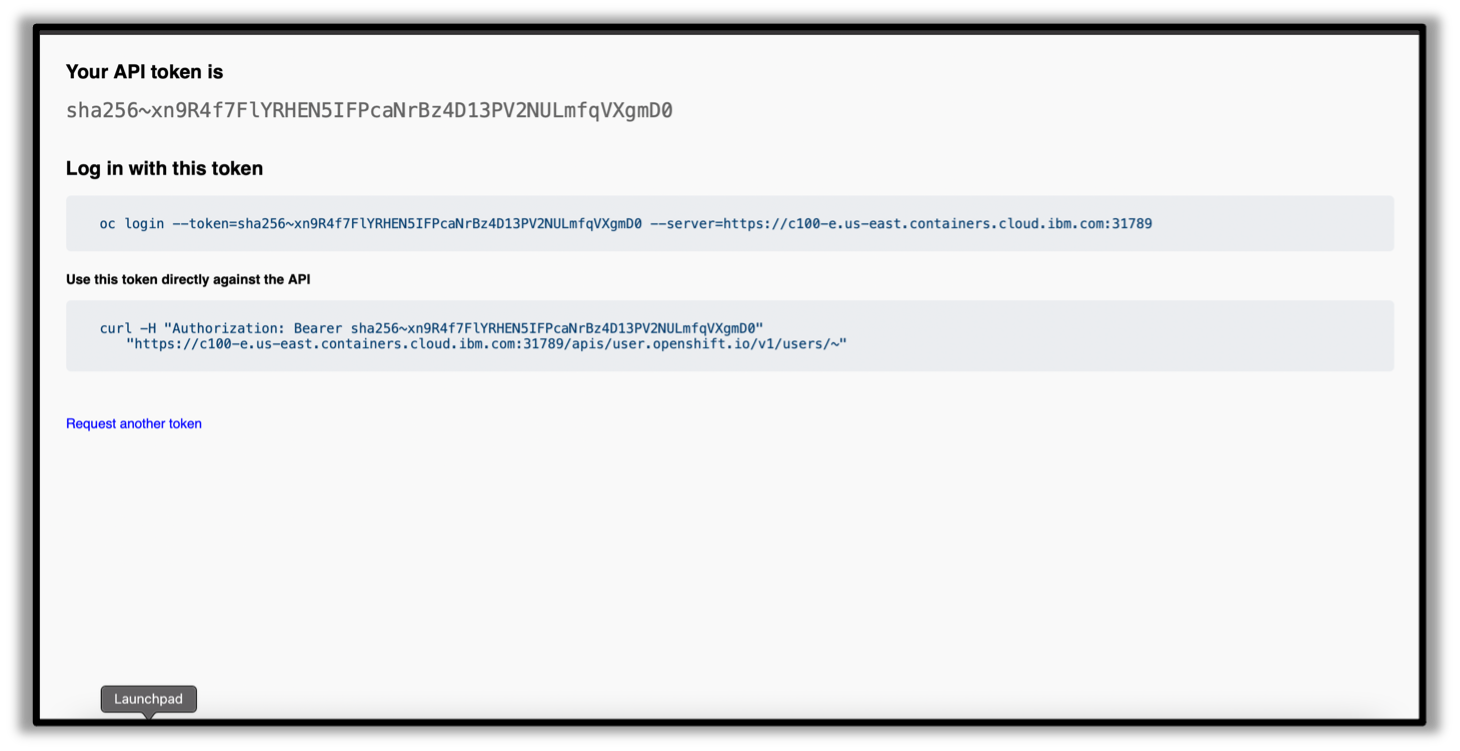 Your API token is
sha256~xn9R4f7FlYRHEN5IFPcaNrBz4D13PV2NULmfqVXgmD0
Log in with this token
oc login --token=sha256~xn9R4f7FlYRHEN5IFPcaNrBz4D13PV2NULmfqVXgmD0 --server=https://c100-e.us-east.containers.cloud.ibm.com:31789
Use this token directly against the API
curl -H "Authorization: Bearer sha256~xn9R4f7FlYRHEN5IFPcaNrBz4D13PV2NULmfqVXgmD0"
"https://c100-e.us-east.containers.cloud.ibm.com:31789/apis/user.openshift.io/v1/users/~"
Request another token
Launchpad